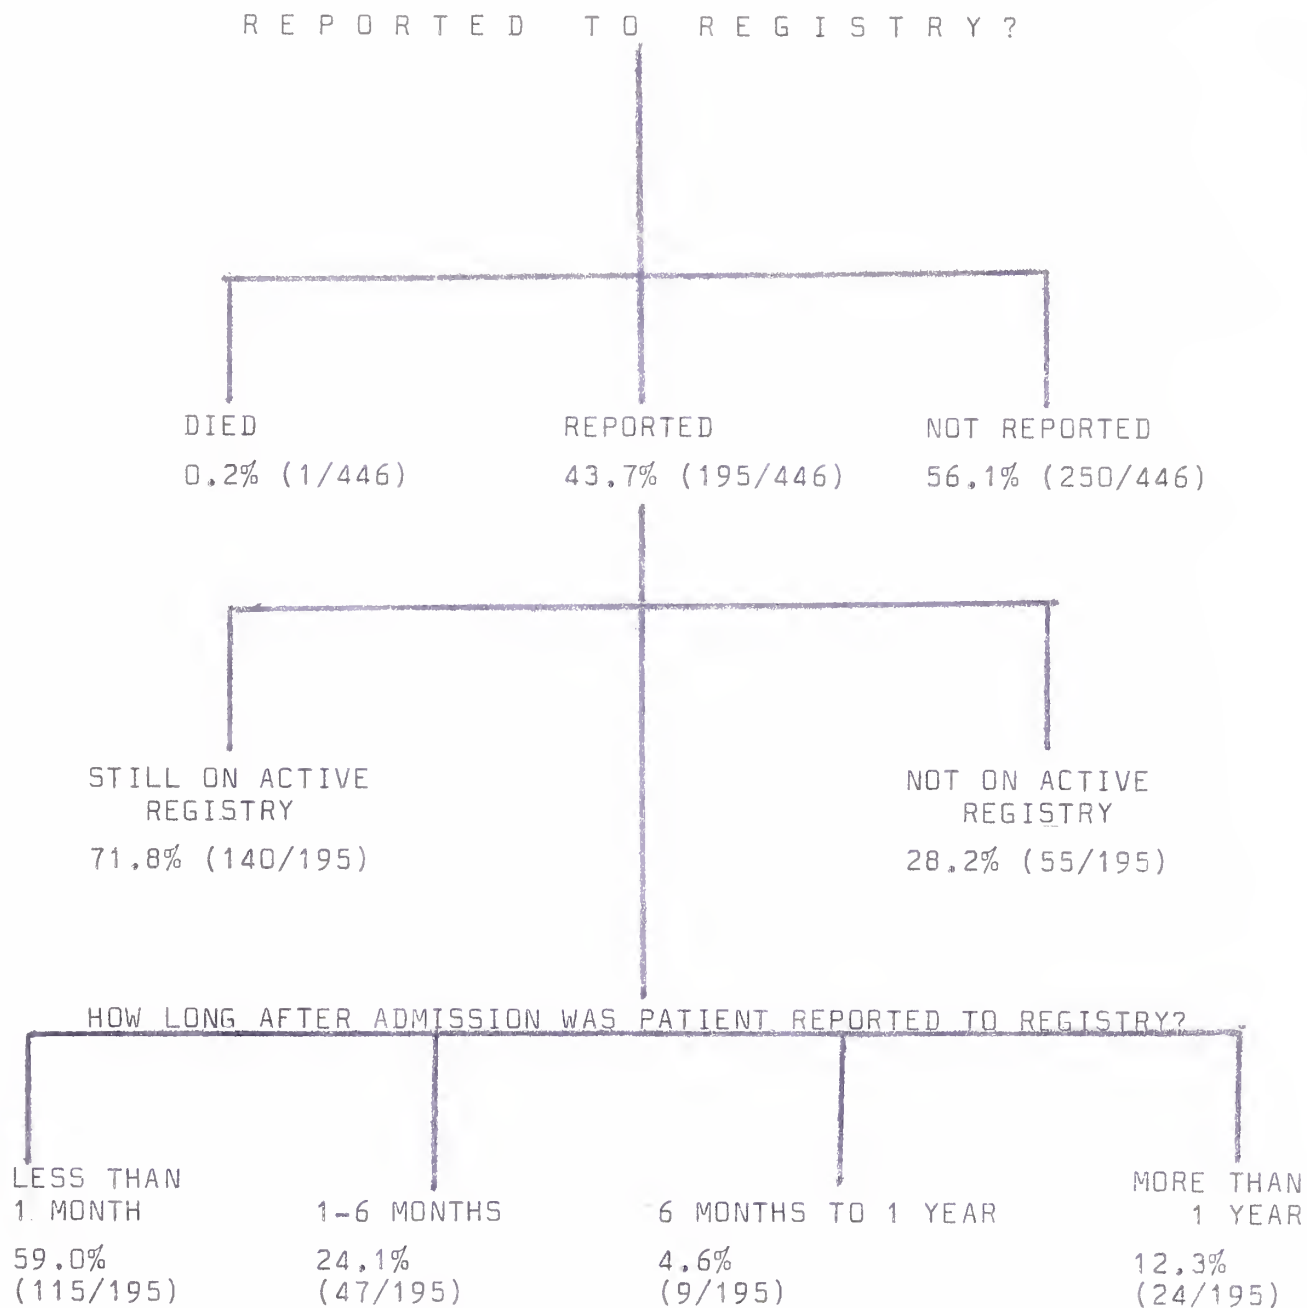 REPORTED TO REGISTRY?
DIED
0.2% (1/446)
REPORTED
43.7% (195/446)
NOT REPORTED
56.1% (250/446)
STILL ON ACTIVE
REGISTRY
71.8% (140/195)
NOT ON ACTIVE
REGISTRY
28.2% (55/195)
HOW LONG AFTER ADMISSION WAS PATIENT REPORTED TO REGISTRY?
LESS THAN
1 MONTH
59.0%
(115/195)
1-6 MONTHS
24.1%
(47/195)
6 MONTHS TO 1 YEAR
4.6%
(9/195)
MORE THAN
1 YEAR
12.3%
(24/195)